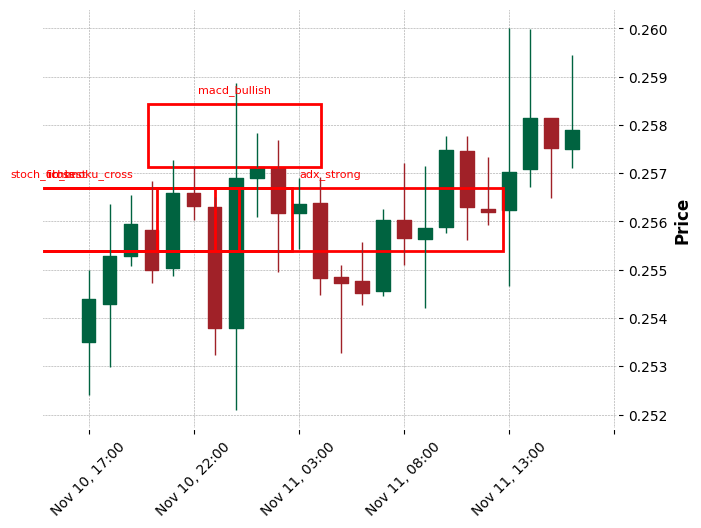 macd_bullish
ichimoku_cross
adx_strong
0.260
0.259
0.258
0.257
0.256
0.255
0.254
0.253
0.252
Price
Nov 10, 17:00
Nov 10, 22:00
Nov 11, 03:00
Nov 11, 08:00
Nov 11, 13:00